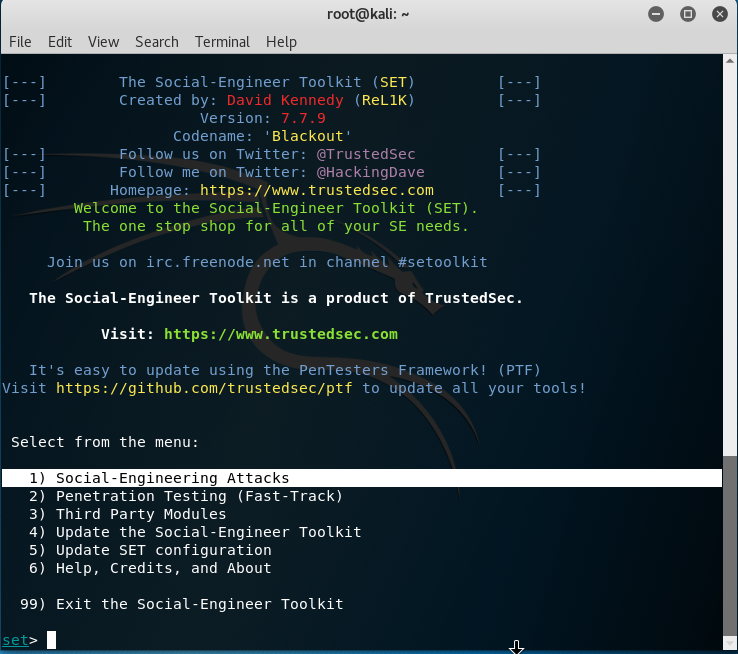 root@kali: ~
File Edit View Search Terminal Help
[---] The Social-Engineer Toolkit (SET) [---]
[---] Created by: David Kennedy (ReL1K) [---]
Version: 7.7.9
Codename: 'Blackout'
[---] Follow us on Twitter: @TrustedSec [---]
[---] Follow me on Twitter: @HackingDave [---]
[---] Homepage: https://www.trustedsec.com [---]
Welcome to the Social-Engineer Toolkit (SET).
The one stop shop for all of your SE needs.
Join us on irc.freenode.net in channel #setoolkit
The Social-Engineer Toolkit is a product of TrustedSec.
Visit: https://www.trustedsec.com
It's easy to update using the PenTesters Framework! (PTF)
Visit https://github.com/trustedsec/ptf to update all your tools!
Select from the menu:
1) Social-Engineering Attacks
2) Penetration Testing (Fast-Track)
3) Third Party Modules
4) Update the Social-Engineer Toolkit
5) Update SET configuration
6) Help, Credits, and About
99) Exit the Social-Engineer Toolkit
set>